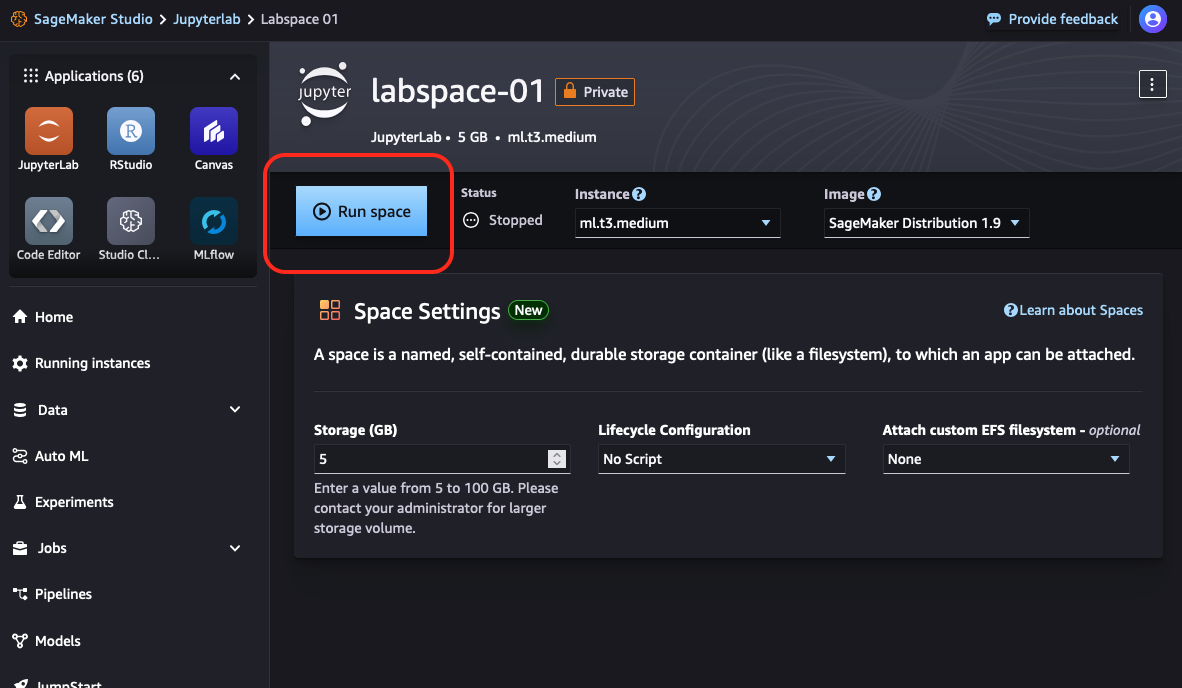 SageMaker Studio > Jupyterlab > Labspace 01
Provide feedback
Applications (6)
JupyterLab
RStudio
Canvas
Code Editor
Studio Cl...
MLflow
Home
Running instances
Data
Auto ML
Experiments
Jobs
Pipelines
Models
JumpStart
jupyter
labspace-01
Private
JupyterLab • 5 GB • ml.t3.medium
Run space
Status
Stopped
Instance
ml.t3.medium
Image
SageMaker Distribution 1.9
Space Settings
New
Learn about Spaces
A space is a named, self-contained, durable storage container (like a filesystem), to which an app can be attached.
Storage (GB)
5
Enter a value from 5 to 100 GB. Please
contact your administrator for larger
storage volume.
Lifecycle Configuration
No Script
Attach custom EFS filesystem - optional
None